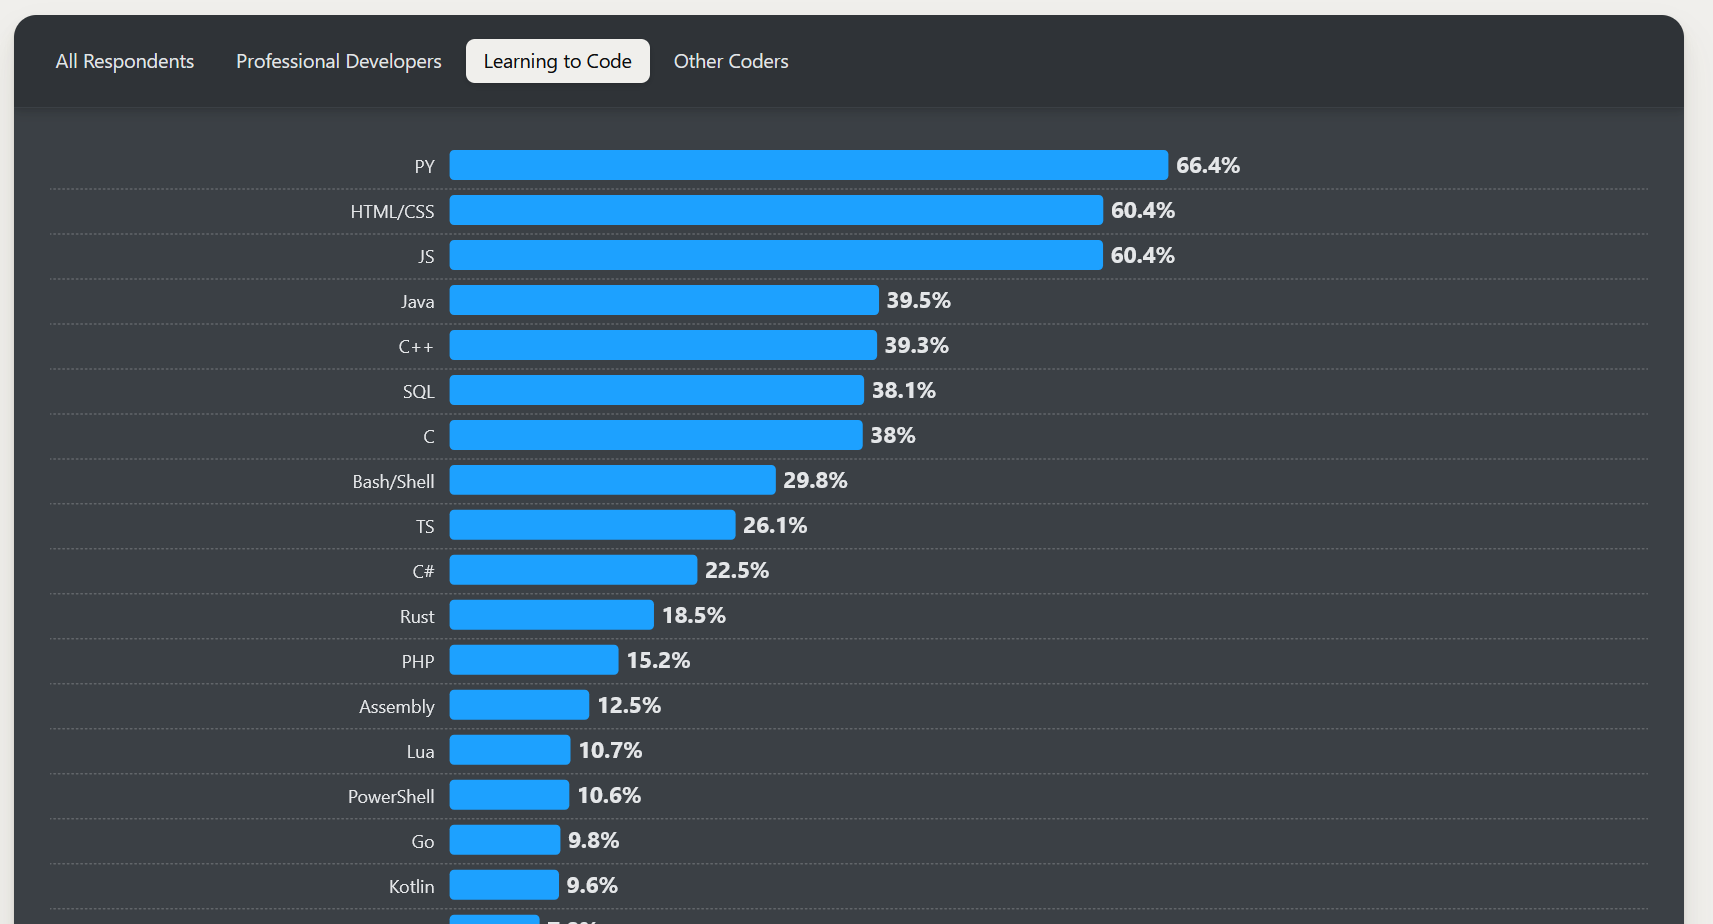 All Respondents Professional Developers Learning to Code Other Coders
PY 66.4%
HTML/CSS 60.4%
JS 60.4%
Java 39.5%
C++ 39.3%
SQL 38.1%
C 38%
Bash/Shell 29.8%
TS 26.1%
C# 22.5%
Rust 18.5%
PHP 15.2%
Assembly 12.5%
Lua 10.7%
PowerShell 10.6%
Go 9.8%
Kotlin 9.6%